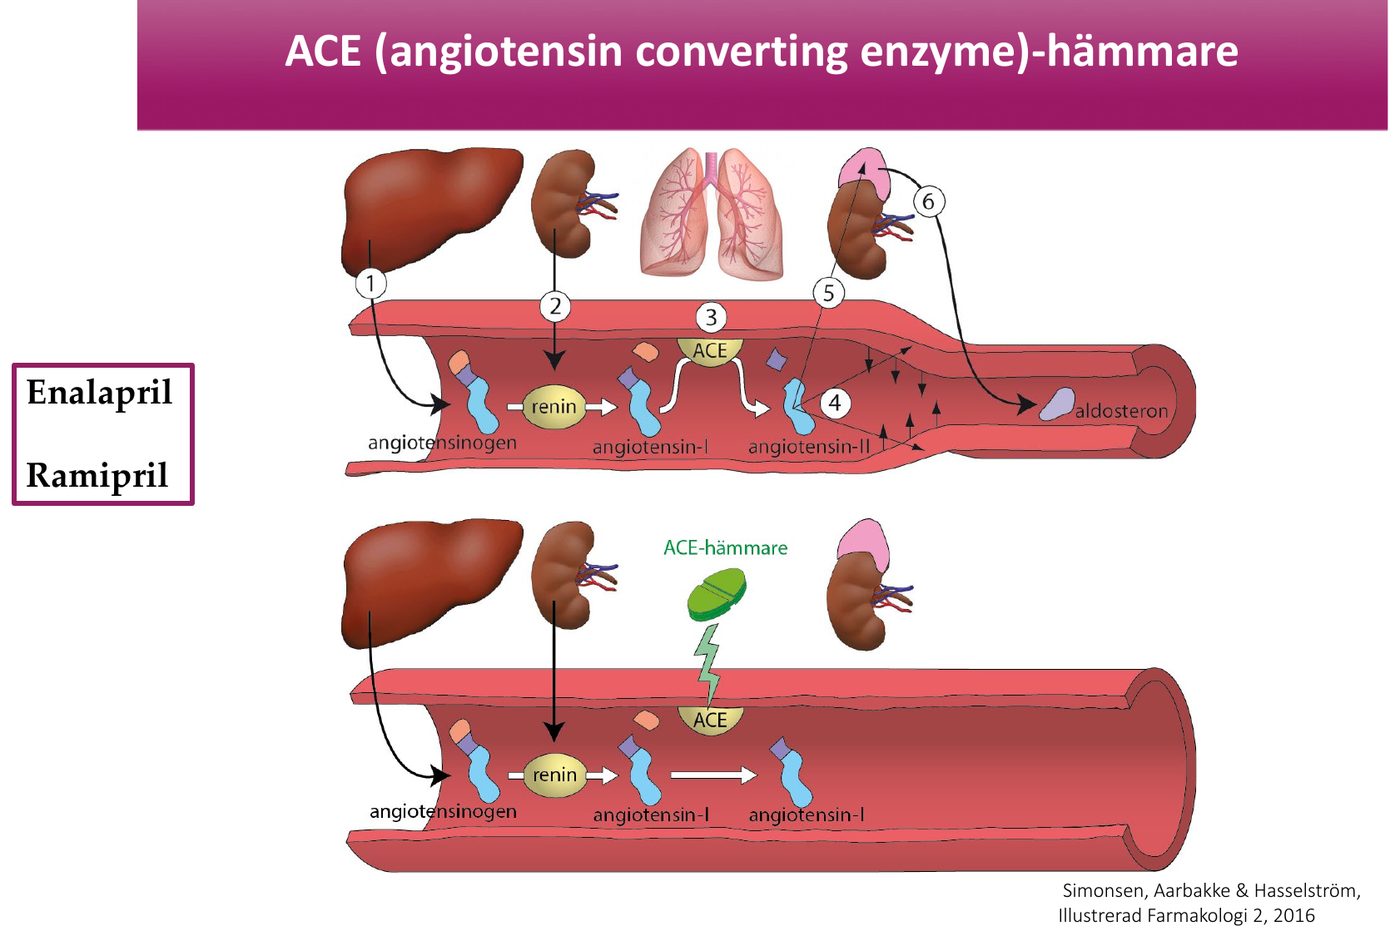 ACE (angiotensin converting enzyme)-hämmare
6
1
5
2
3
ACE
Enalapril
Ramipril
renin
4
aldosteron
angiotensinogen
angiotensin-I
angiotensin-II
ACE-hämmare
ACE
renin
angiotensinogen
angiotensin-I
angiotensin-I
Simonsen, Aarbakke & Hasselström,
Illustrerad Farmakologi 2, 2016